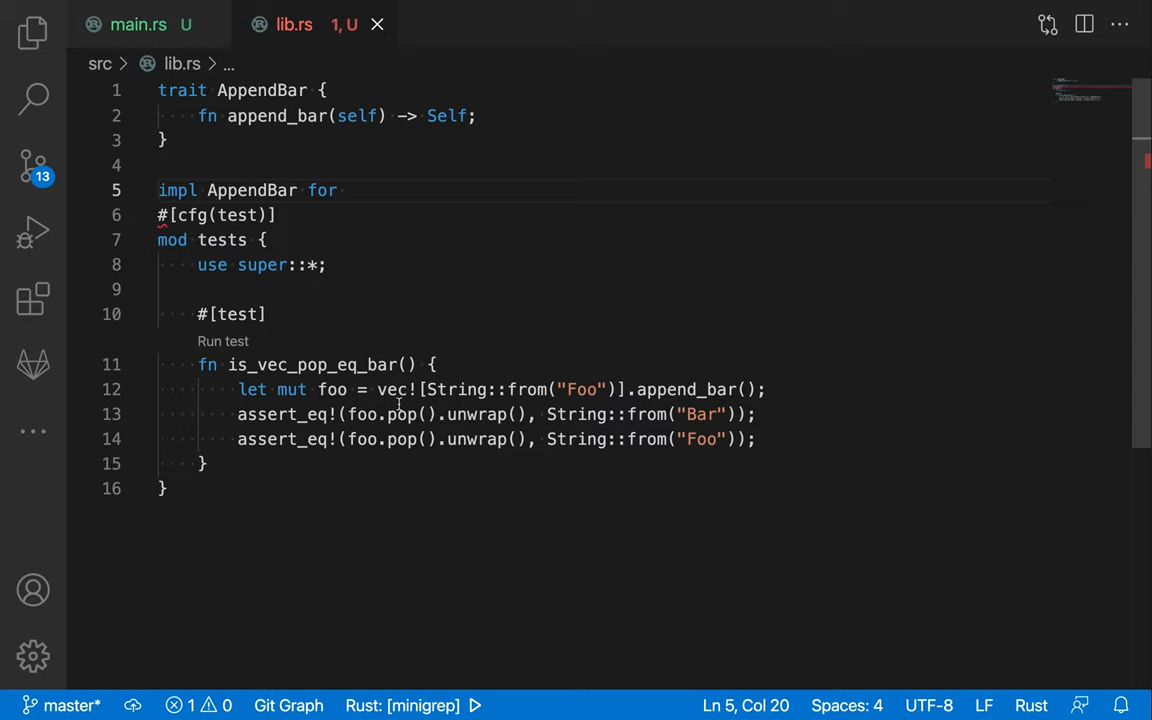 main.rs U lib.rs 1, U
src > lib.rs > ...
1 trait AppendBar {
2 fn append_bar(self) -> Self;
3 }
4
5 impl AppendBar for
6 #[cfg(test)]
7 mod tests {
8 use super::*;
9
10 #[test]
Run test
11 fn is_vec_pop_eq_bar() {
12 let mut foo = vec![String::from("Foo")].append_bar();
13 assert_eq!(foo.pop().unwrap(), String::from("Bar"));
14 assert_eq!(foo.pop().unwrap(), String::from("Foo"));
15 }
16 }
13
master* 1 0 Git Graph Rust: [minigrep] Ln 5, Col 20 Spaces: 4 UTF-8 LF Rust